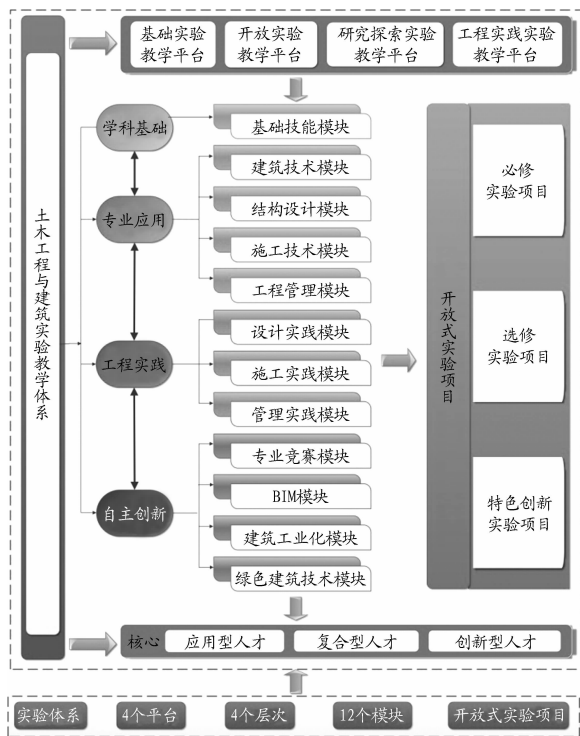 基础实验
教学平台
开放实验
教学平台
研究探索实验
教学平台
工程实践实验
教学平台
土木工程与建筑实验教学体系
学科基础
专业应用
工程实践
自主创新
基础技能模块
建筑技术模块
结构设计模块
施工技术模块
工程管理模块
设计实践模块
施工实践模块
管理实践模块
专业竞赛模块
BIM模块
建筑工业化模块
绿色建筑技术模块
开放式实验项目
必修
实验项目
选修
实验项目
特色创新
实验项目
核心
应用型人才
复合型人才
创新型人才
实验体系
4个平台
4个层次
12个模块
开放式实验项目